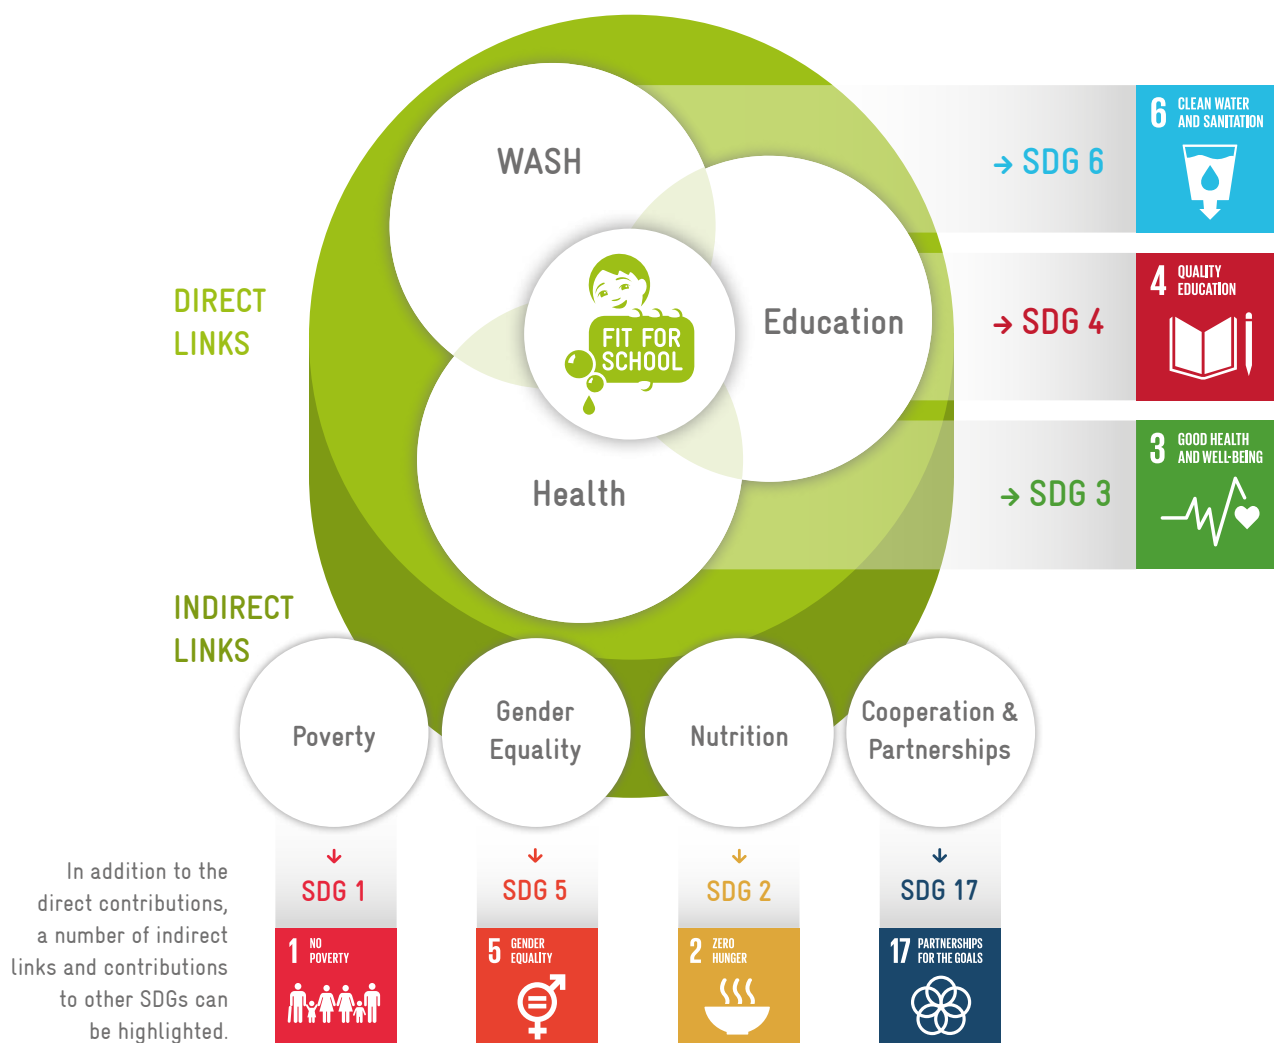 WASH
6 CLEAN WATER
AND SANITATION
→ SDG 6
DIRECT
LINKS
FIT FOR
SCHOOL
Education
→ SDG 4
4 QUALITY
EDUCATION
Health
→ SDG 3
3 GOOD HEALTH
AND WELL-BEING
INDIRECT
LINKS
Poverty
Gender
Equality
Nutrition
Cooperation &
Partnerships
In addition to the
direct contributions,
a number of indirect
links and contributions
to other SDGs can
be highlighted.
↓
SDG 1
1 NO
POVERTY
↓
SDG 5
5 GENDER
EQUALITY
↓
SDG 2
2 ZERO
HUNGER
↓
SDG 17
17 PARTNERSHIPS
FOR THE GOALS